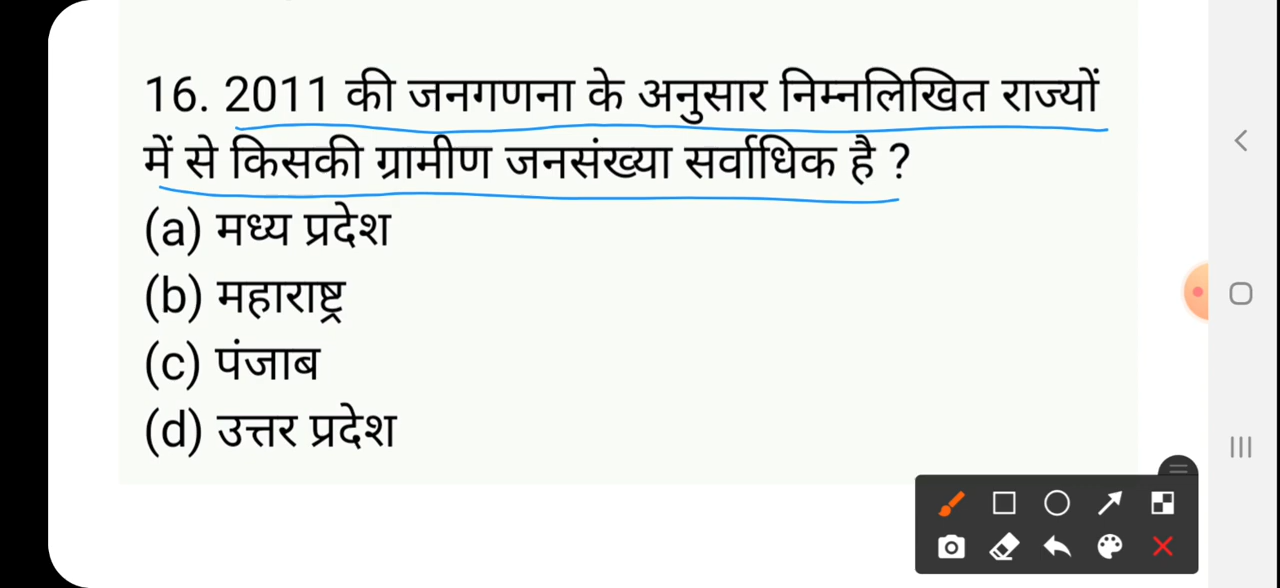 16. 2011 की जनगणना के अनुसार निम्नलिखित राज्यों
में से किसकी ग्रामीण जनसंख्या सर्वाधिक है ?
(a) मध्य प्रदेश
(b) महाराष्ट्र
(c) पंजाब
(d) उत्तर प्रदेश